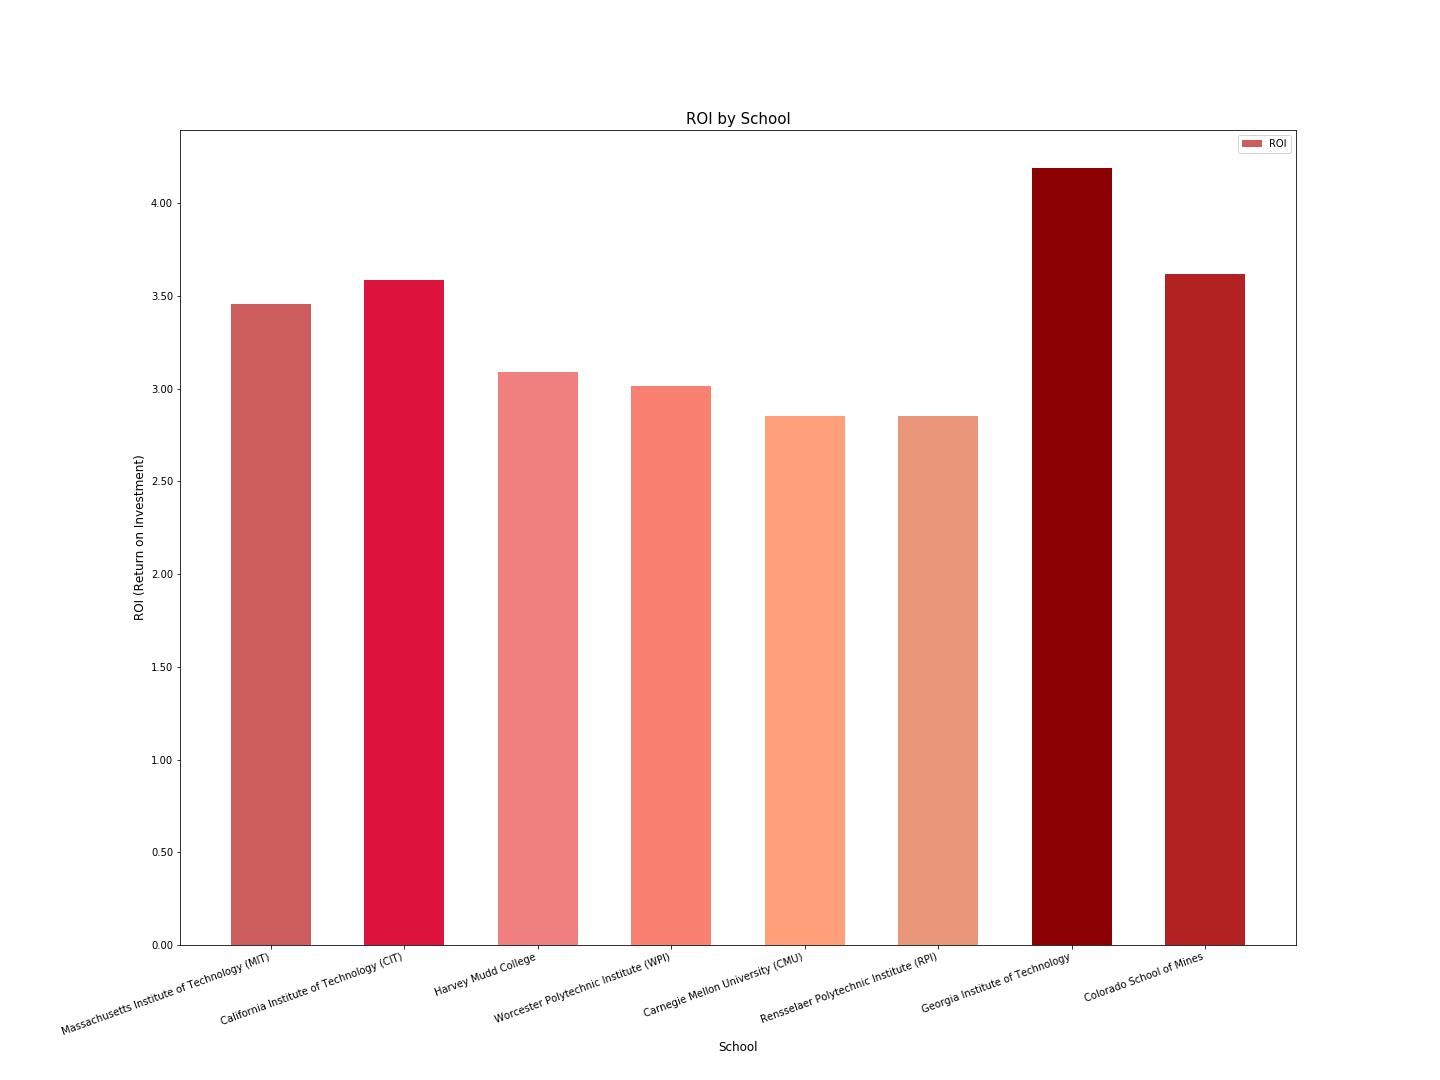 ROI by School
ROI
4.00
3.50
3.00
2.50
2.00
1.50
1.00
0.50
0.00
ROI (Return on Investment)
Massachusetts Institute of Technology (MIT)
California Institute of Technology (CIT)
Harvey Mudd College
Worcester Polytechnic Institute (WPI)
Carnegie Mellon University (CMU)
Rensselaer Polytechnic Institute (RPI)
Georgia Institute of Technology
Colorado School of Mines
School